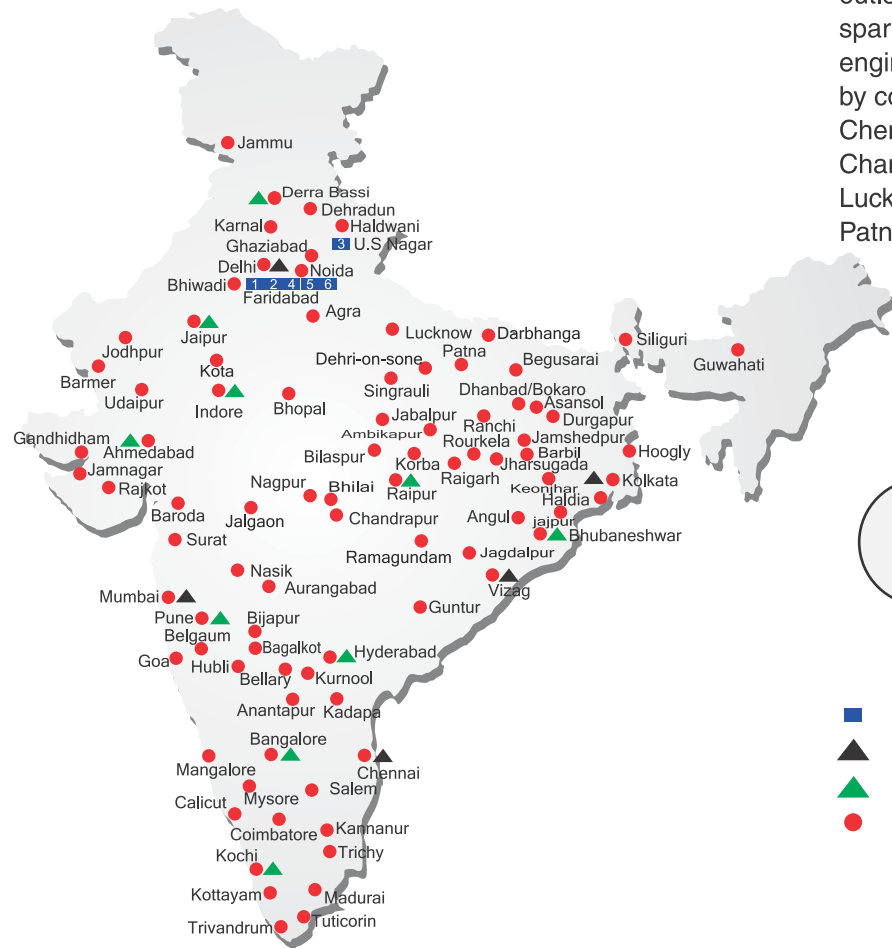 spar
engin
by co
Chen
Char
Luck
Patn
Jammu
Derra Bassi
Dehradun
Karnal
Haldwani
Ghaziabad
3 U.S Nagar
Delhi
Noida
Bhiwadi
1 2 4 5 6
Faridabad
Agra
Jaipur
Lucknow
Darbhanga
Siliguri
Jodhpur
Patna
Guwahati
Dehri-on-sone
Begusarai
Barmer
Kota
Singrauli
Dhanbad/Bokaro
Udaipur
Indore
Bhopal
Asansol
Jabalpur
Durgapur
Ranchi
Ambikapur
Gandhidham
Ahmedabad
Rourkela
Jamshedpur
Bilaspur
Barbil
Hoogly
Korba
Jharsugada
Jamnagar
Raigarh
Kolkata
Nagpur
Bhilai
Raipur
Keonjhar
Rajkot
Haldia
Baroda
Jalgaon
Chandrapur
Angul
jajpur
Bhubaneshwar
Surat
Ramagundam
Jagdalpur
Nasik
Aurangabad
Vizag
Mumbai
Guntur
Pune
Bijapur
Belgaum
Bagalkot
Hyderabad
Goa
Hubli
Bellary
Kurnool
Anantapur
Kadapa
Bangalore
Mangalore
Chennai
Mysore
Salem
Calicut
Coimbatore
Kannanur
Kochi
Trichy
Kottayam
Madurai
Trivandrum
Tuticorin